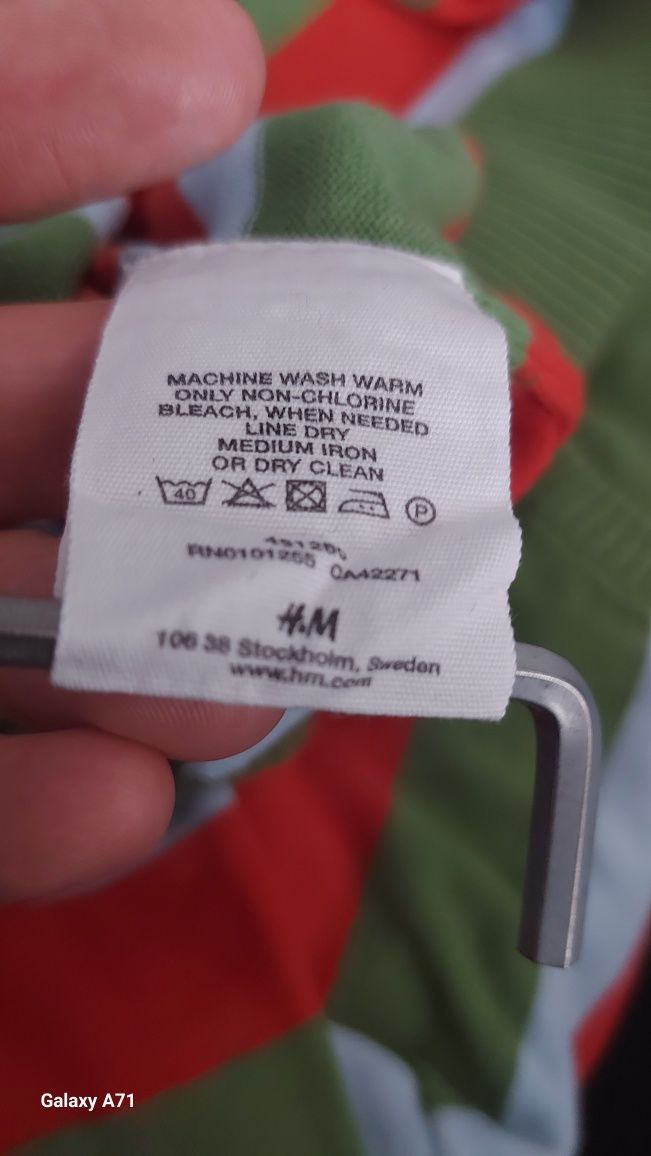 MACHINE WASH WARM
ONLY NON-CHLORINE
BLEACH, WHEN NEEDED
LINE DRY
MEDIUM IRON
OR DRY CLEAN
40 P
RN0101255 CA42271
H&M
106 38 Stockholm, Sweden
www.hm.com
Galaxy A71